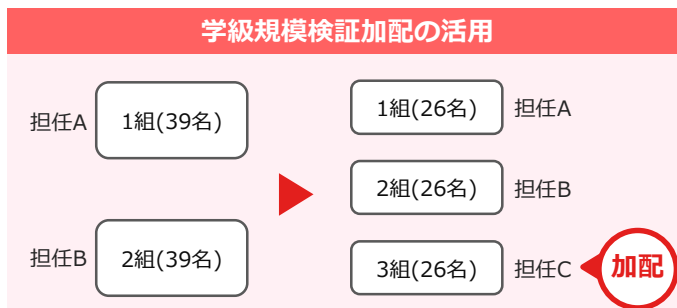 学級規模検証加配の活用
担任A 1組(39名)
担任B 2組(39名)
1組(26名) 担任A
2組(26名) 担任B
3組(26名) 担任C 加配